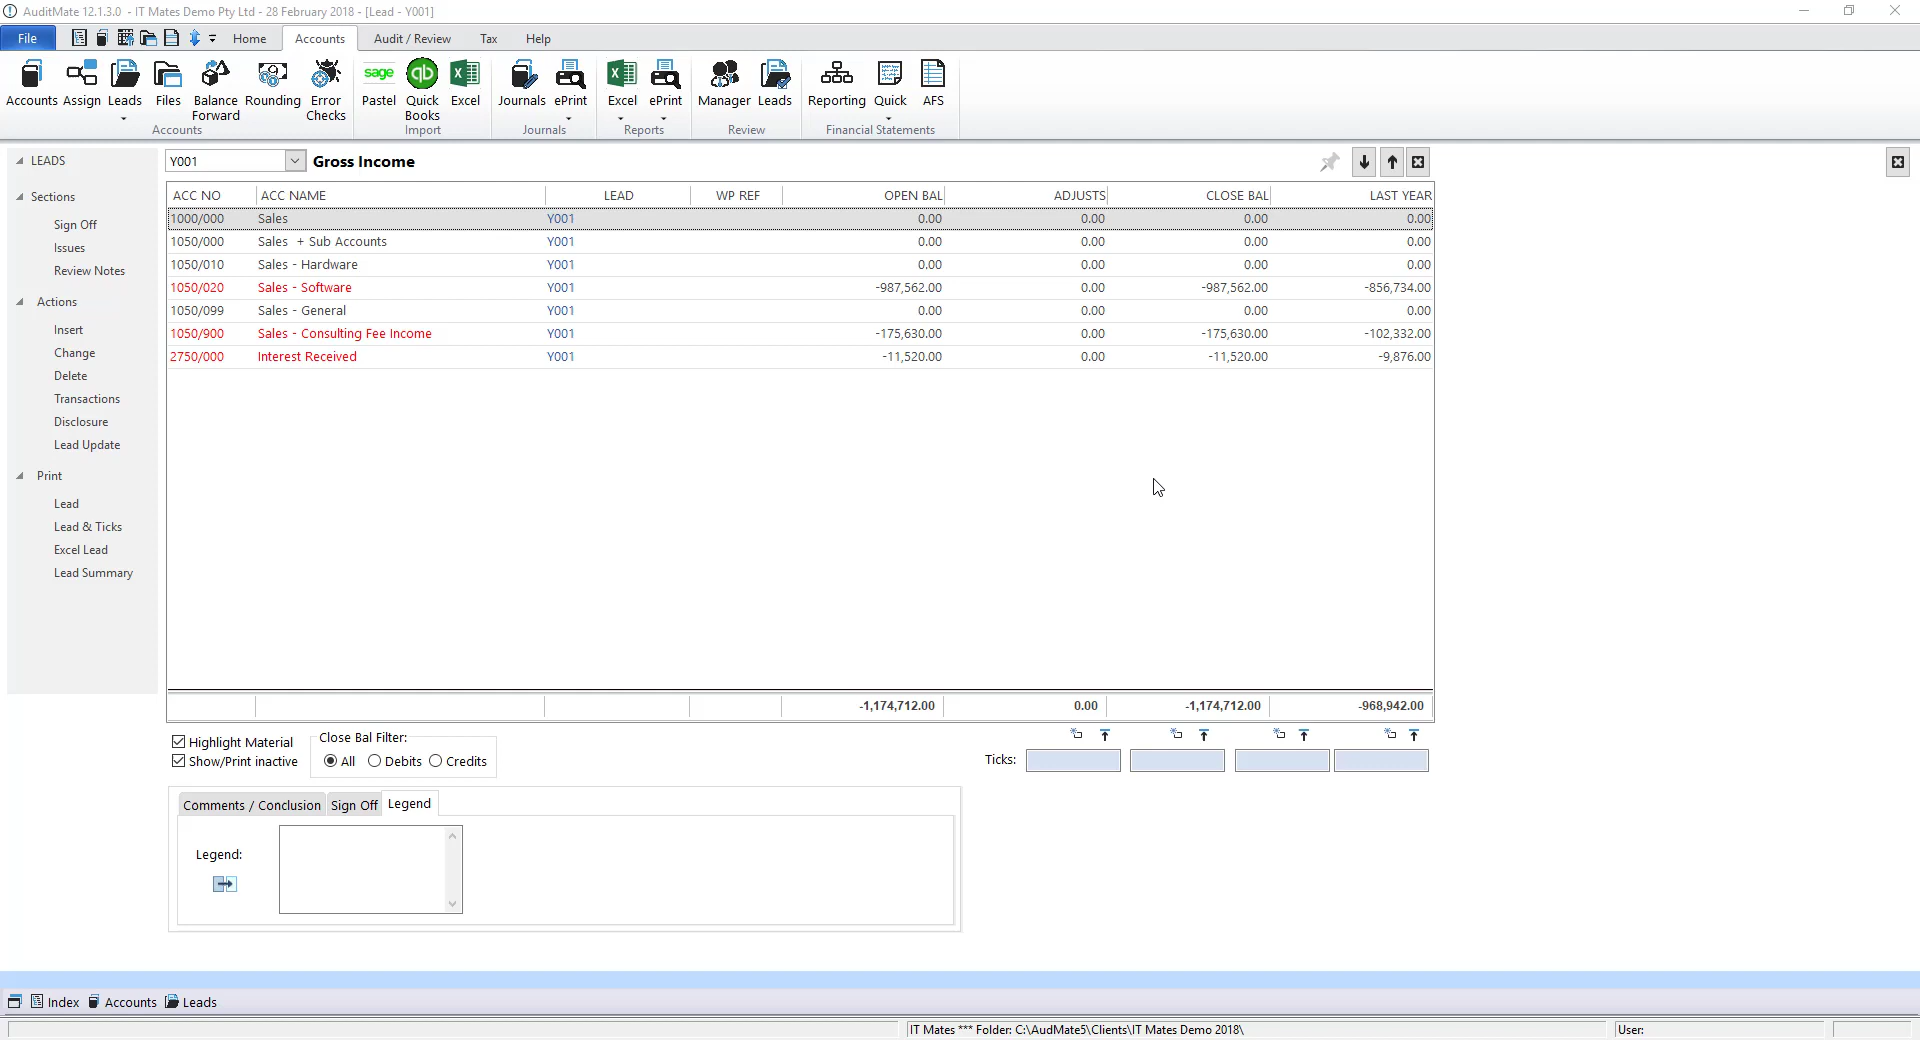 AuditMate 12.1.3.0 - IT Mates Demo Pty Ltd - 28 February 2018 - [Lead - Y001]
File Home Accounts Audit / Review Tax Help
sage qb
Accounts Assign Leads Files Balance Forward Rounding Error Checks Pastel Quick Books Excel Journals ePrint Excel ePrint Manager Leads Reporting Quick AFS
Accounts Import Journals Reports Review Financial Statements
LEADS
Sections
Sign Off
Issues
Review Notes
Actions
Insert
Change
Delete
Transactions
Disclosure
Lead Update
Print
Lead
Lead & Ticks
Excel Lead
Lead Summary
Y001 Gross Income
ACC NO ACC NAME LEAD WP REF OPEN BAL ADJUSTS CLOSE BAL LAST YEAR
1000/000 Sales Y001 0.00 0.00 0.00 0.00
1050/000 Sales + Sub Accounts Y001 0.00 0.00 0.00 0.00
1050/010 Sales - Hardware Y001 0.00 0.00 0.00 0.00
1050/020 Sales - Software Y001 -987,562.00 0.00 -987,562.00 -856,734.00
1050/099 Sales - General Y001 0.00 0.00 0.00 0.00
1050/900 Sales - Consulting Fee Income Y001 -175,630.00 0.00 -175,630.00 -102,332.00
2750/000 Interest Received Y001 -11,520.00 0.00 -11,520.00 -9,876.00
-1,174,712.00 0.00 -1,174,712.00 -968,942.00
Highlight Material
Show/Print inactive
Close Bal Filter:
All Debits Credits
Ticks:
Comments / Conclusion Sign Off Legend
Legend:
Index Accounts Leads
IT Mates *** Folder: C:\AudMate5\Clients\IT Mates Demo 2018\ User: